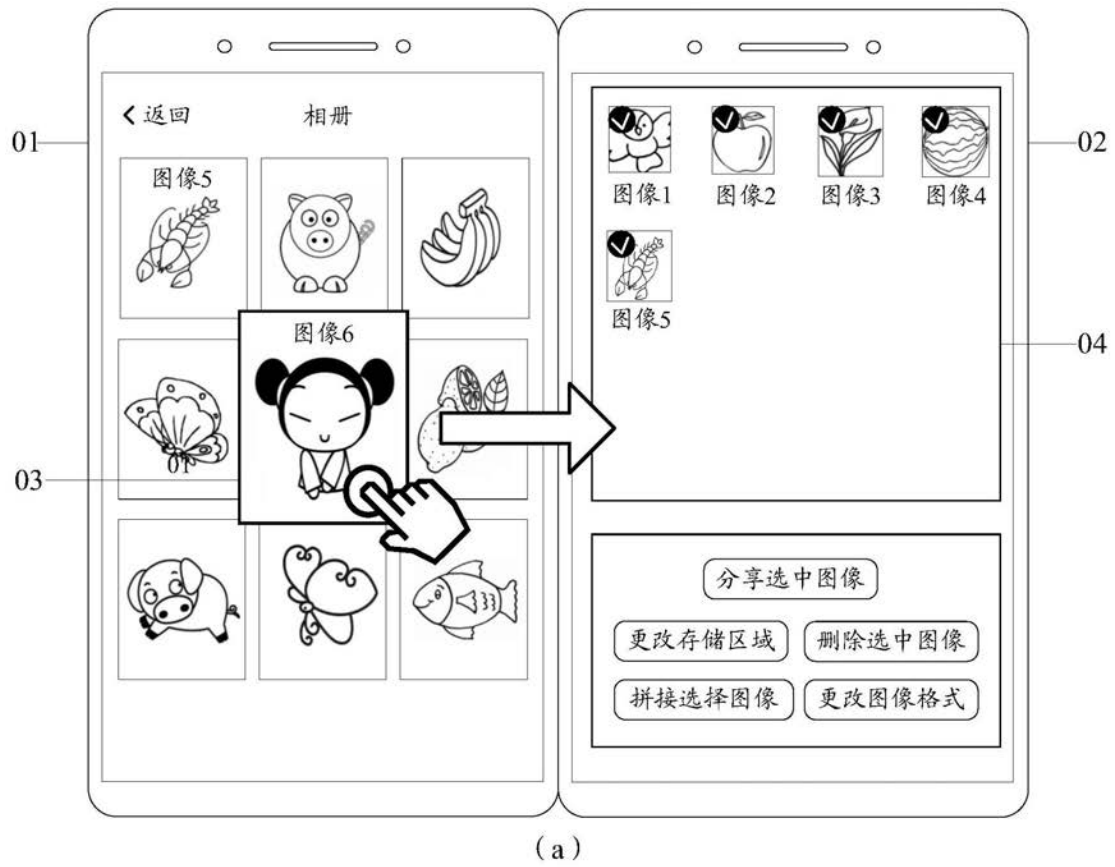 返回 相册
01
图像5
图像6
01
03
02
图像1 图像2 图像3 图像4
图像5
04
分享选中图像
更改存储区域 删除选中图像
拼接选择图像 更改图像格式
(a)